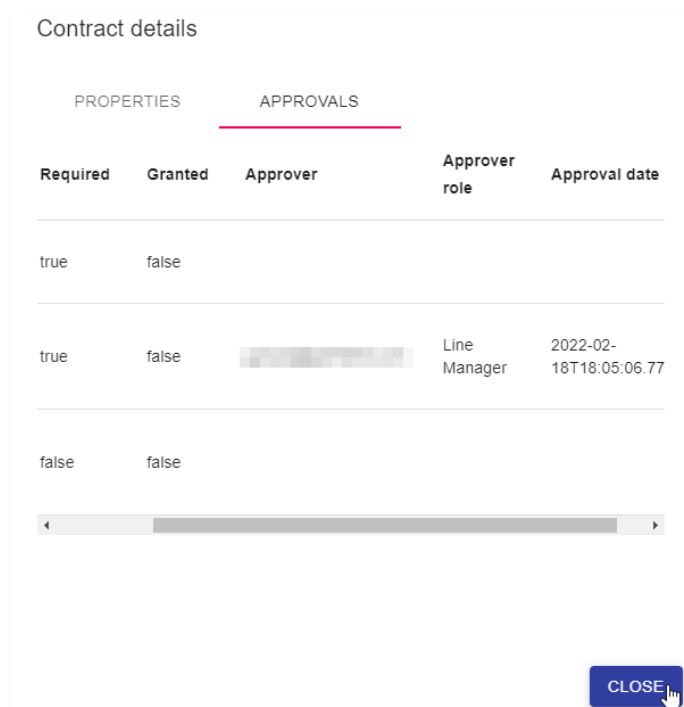 Contract details
PROPERTIES APPROVALS
Required Granted Approver Approver role Approval date
true false
true false Line Manager 2022-02-18T18:05:06.77
false false
CLOSE